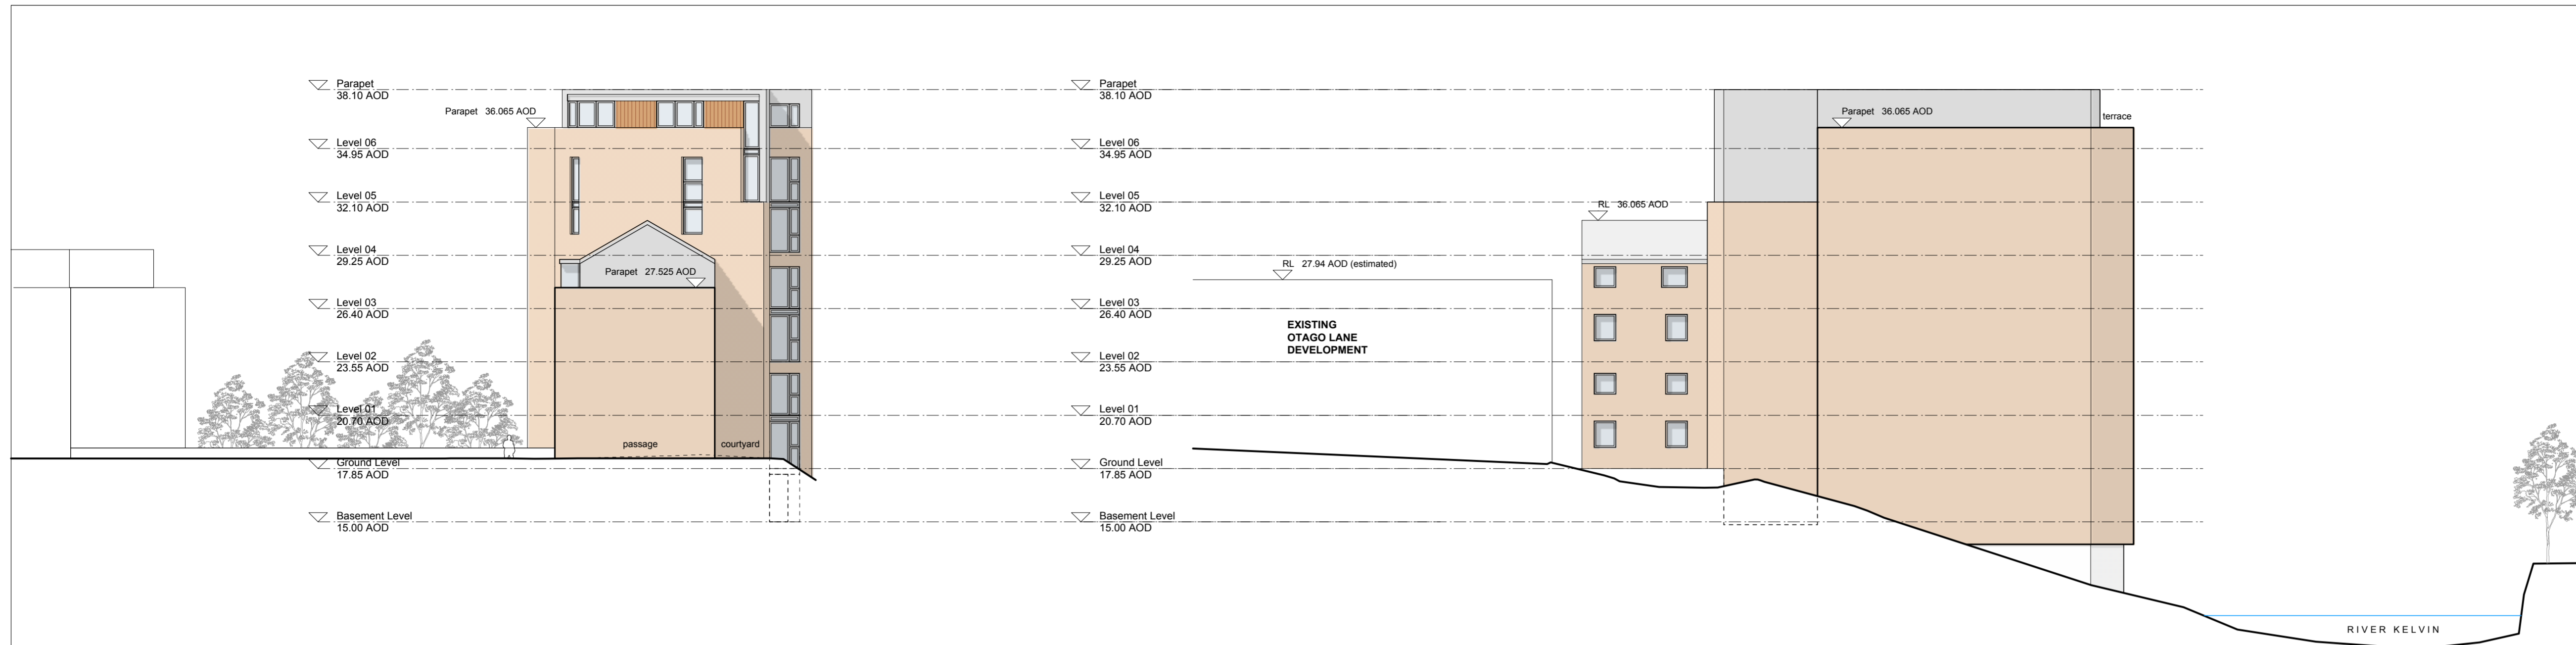 Parapet
38.10 AOD
Parapet 36.065 AOD
Level 06
34.95 AOD
Level 05
32.10 AOD
Level 04
29.25 AOD
Parapet 27.525 AOD
Level 03
26.40 AOD
Level 02
23.55 AOD
Level 01
20.70 AOD
passage
courtyard
Ground Level
17.85 AOD
Basement Level
15.00 AOD
Parapet
38.10 AOD
Parapet 36.065 AOD
terrace
Level 06
34.95 AOD
Level 05
32.10 AOD
RL 36.065 AOD
Level 04
29.25 AOD
RL 27.94 AOD (estimated)
Level 03
26.40 AOD
EXISTING
OTAGO LANE
DEVELOPMENT
Level 02
23.55 AOD
Level 01
20.70 AOD
Ground Level
17.85 AOD
Basement Level
15.00 AOD
RIVER KELVIN